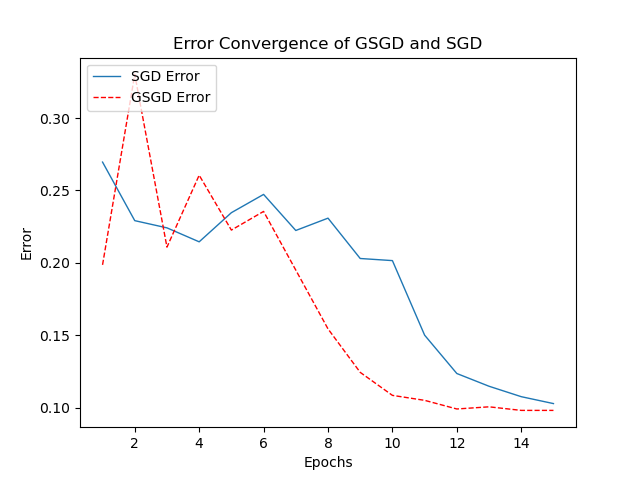 Error Convergence of GSGD and SGD
SGD Error
GSGD Error
0.30
0.25
0.20
0.15
0.10
Error
2 4 6 8 10 12 14
Epochs